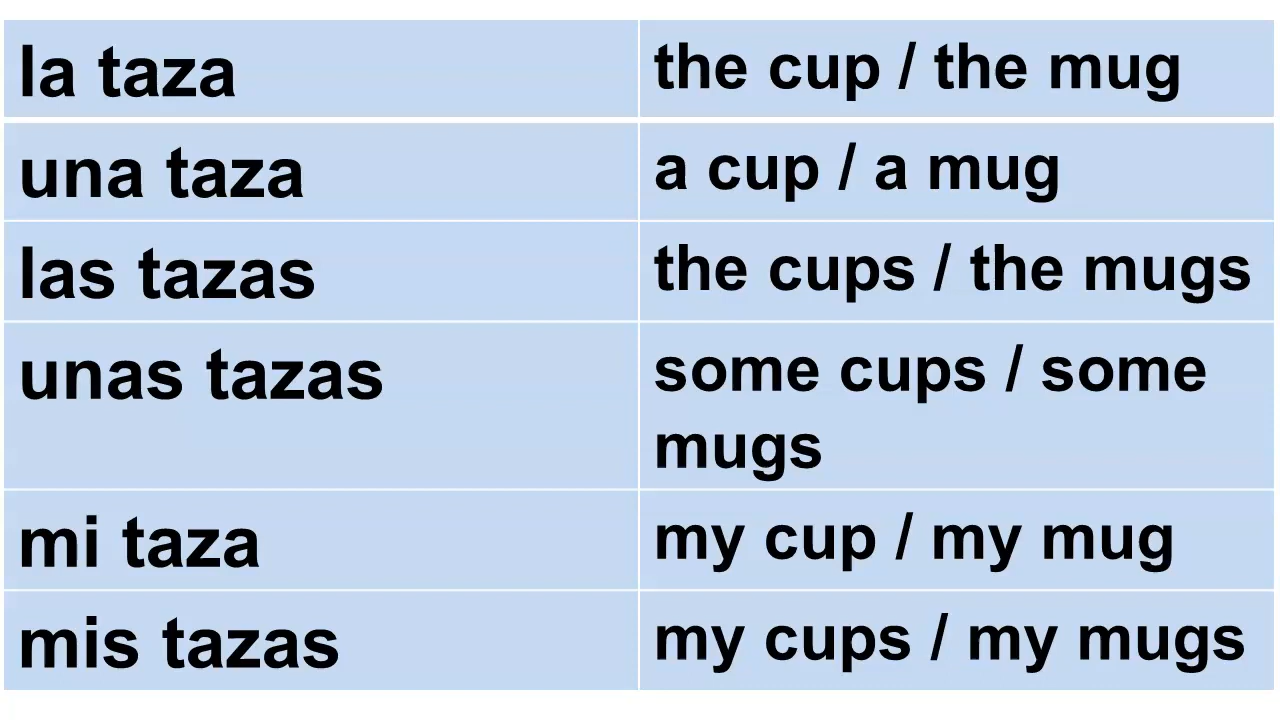 la taza the cup / the mug
una taza a cup / a mug
las tazas the cups / the mugs
unas tazas some cups / some
mugs
mi taza my cup / my mug
mis tazas my cups / my mugs